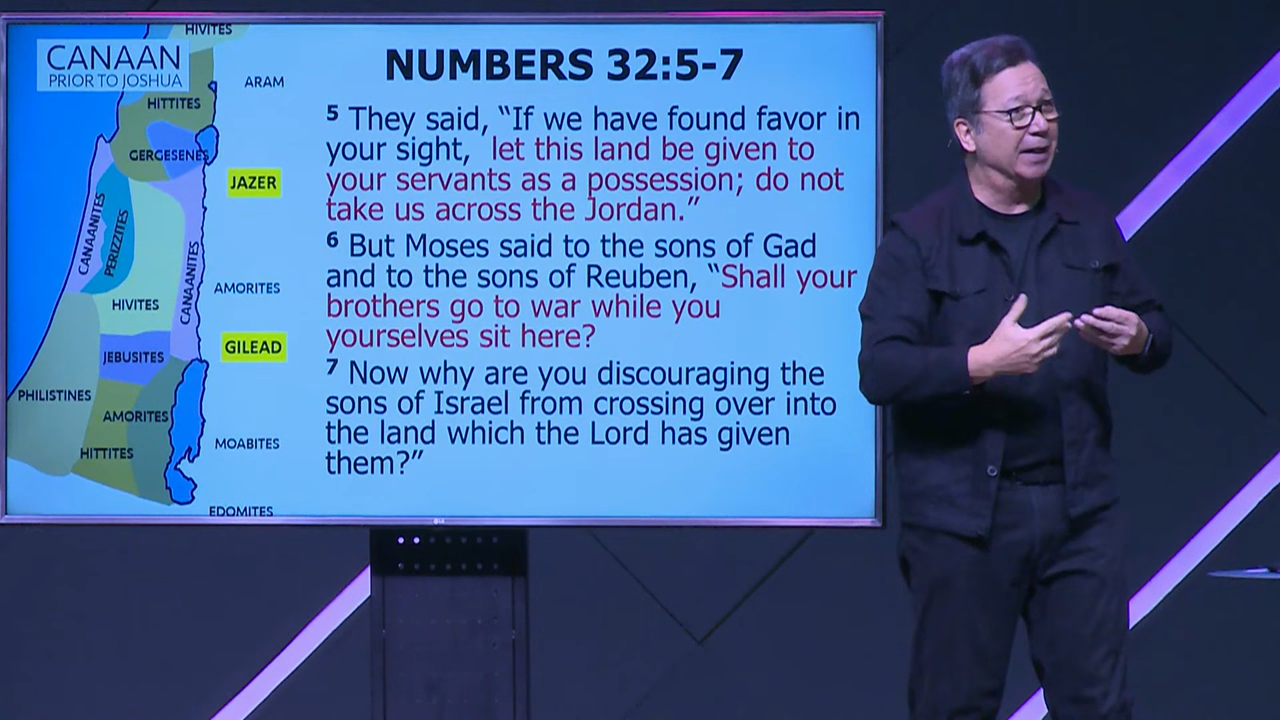 HIVITES
CANAAN
PRIOR TO JOSHUA
ARAM
HITTITES
GERGESENES
JAZER
CANAANITES
PERIZZITES
CANAANITES
AMORITES
HIVITES
GILEAD
JEBUSITES
PHILISTINES
AMORITES
MOABITES
HITTITES
EDOMITES
NUMBERS 32:5-7
5 They said, “If we have found favor in
your sight, let this land be given to
your servants as a possession; do not
take us across the Jordan.”
6 But Moses said to the sons of Gad
and to the sons of Reuben, “Shall your
brothers go to war while you
yourselves sit here?
7 Now why are you discouraging the
sons of Israel from crossing over into
the land which the Lord has given
them?”
LG